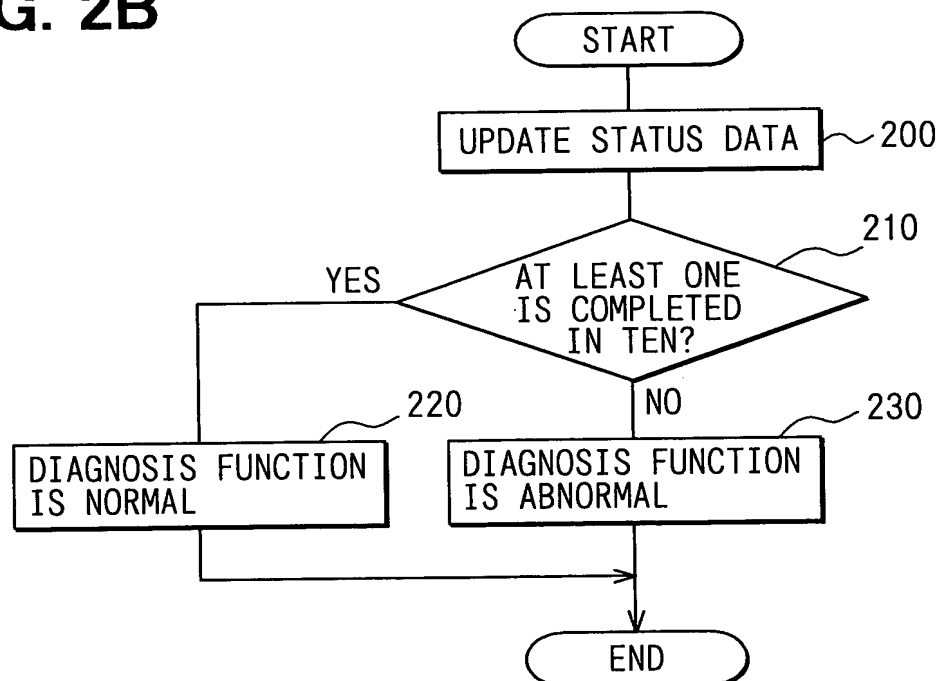 G. 2B
START
UPDATE STATUS DATA
200
210
YES
AT LEAST ONE
IS COMPLETED
IN TEN?
NO
220
230
DIAGNOSIS FUNCTION
IS NORMAL
DIAGNOSIS FUNCTION
IS ABNORMAL
END